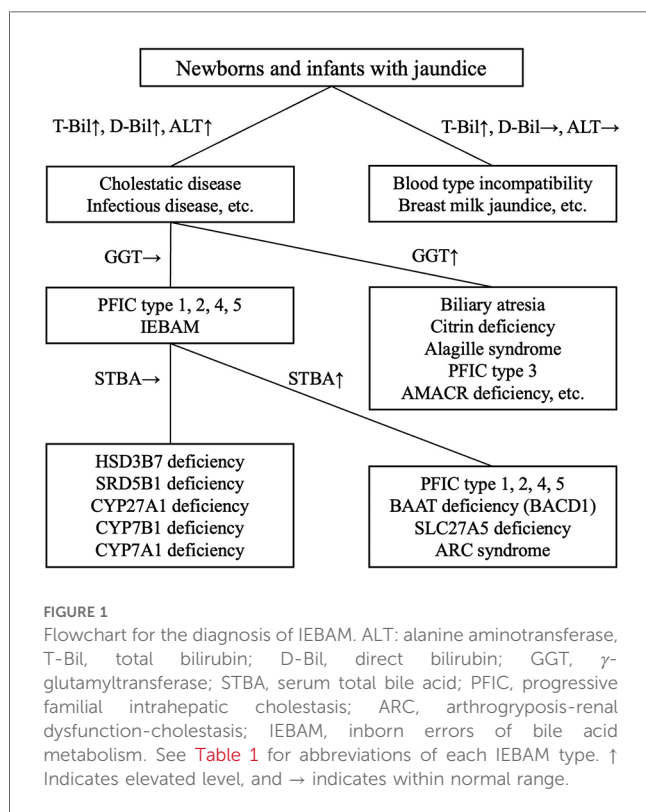 Newborns and infants with jaundice
T-Bil↑, D-Bil↑, ALT↑
T-Bil↑, D-Bil→, ALT→
Cholestatic disease
Infectious disease, etc.
Blood type incompatibility
Breast milk jaundice, etc.
GGT→
GGT↑
PFIC type 1, 2, 4, 5
IEBAM
Biliary atresia
Citrin deficiency
Alagille syndrome
PFIC type 3
AMACR deficiency, etc.
STBA→
STBA↑
HSD3B7 deficiency
SRD5B1 deficiency
CYP27A1 deficiency
CYP7B1 deficiency
CYP7A1 deficiency
PFIC type 1, 2, 4, 5
BAAT deficiency (BACD1)
SLC27A5 deficiency
ARC syndrome
FIGURE 1
Flowchart for the diagnosis of IEBAM. ALT: alanine aminotransferase,
T-Bil, total bilirubin; D-Bil, direct bilirubin; GGT, γ-
glutamyltransferase; STBA, serum total bile acid; PFIC, progressive
familial intrahepatic cholestasis; ARC, arthrogryposis-renal
dysfunction-cholestasis; IEBAM, inborn errors of bile acid
metabolism. See Table 1 for abbreviations of each IEBAM type. ↑
Indicates elevated level, and → indicates within normal range.